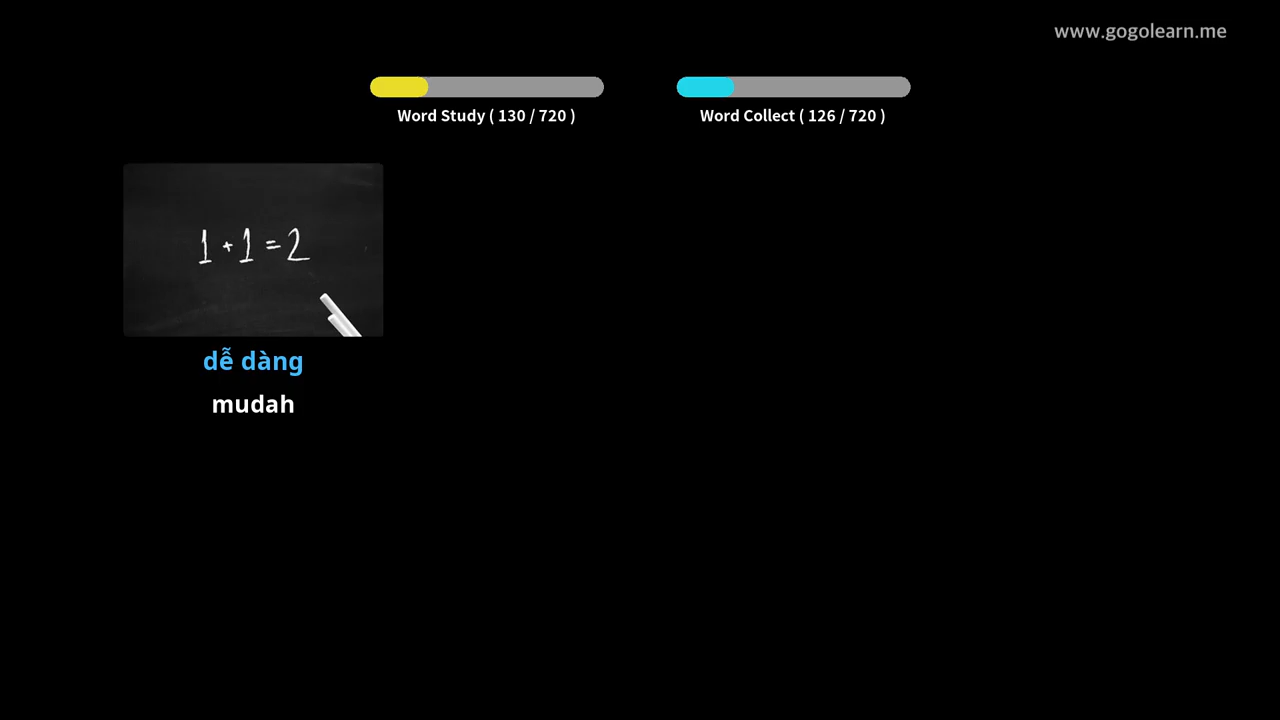 www.gogolearn.me
Word Study ( 130 / 720 )
Word Collect ( 126 / 720 )
1 + 1 = 2
dễ dàng
mudah